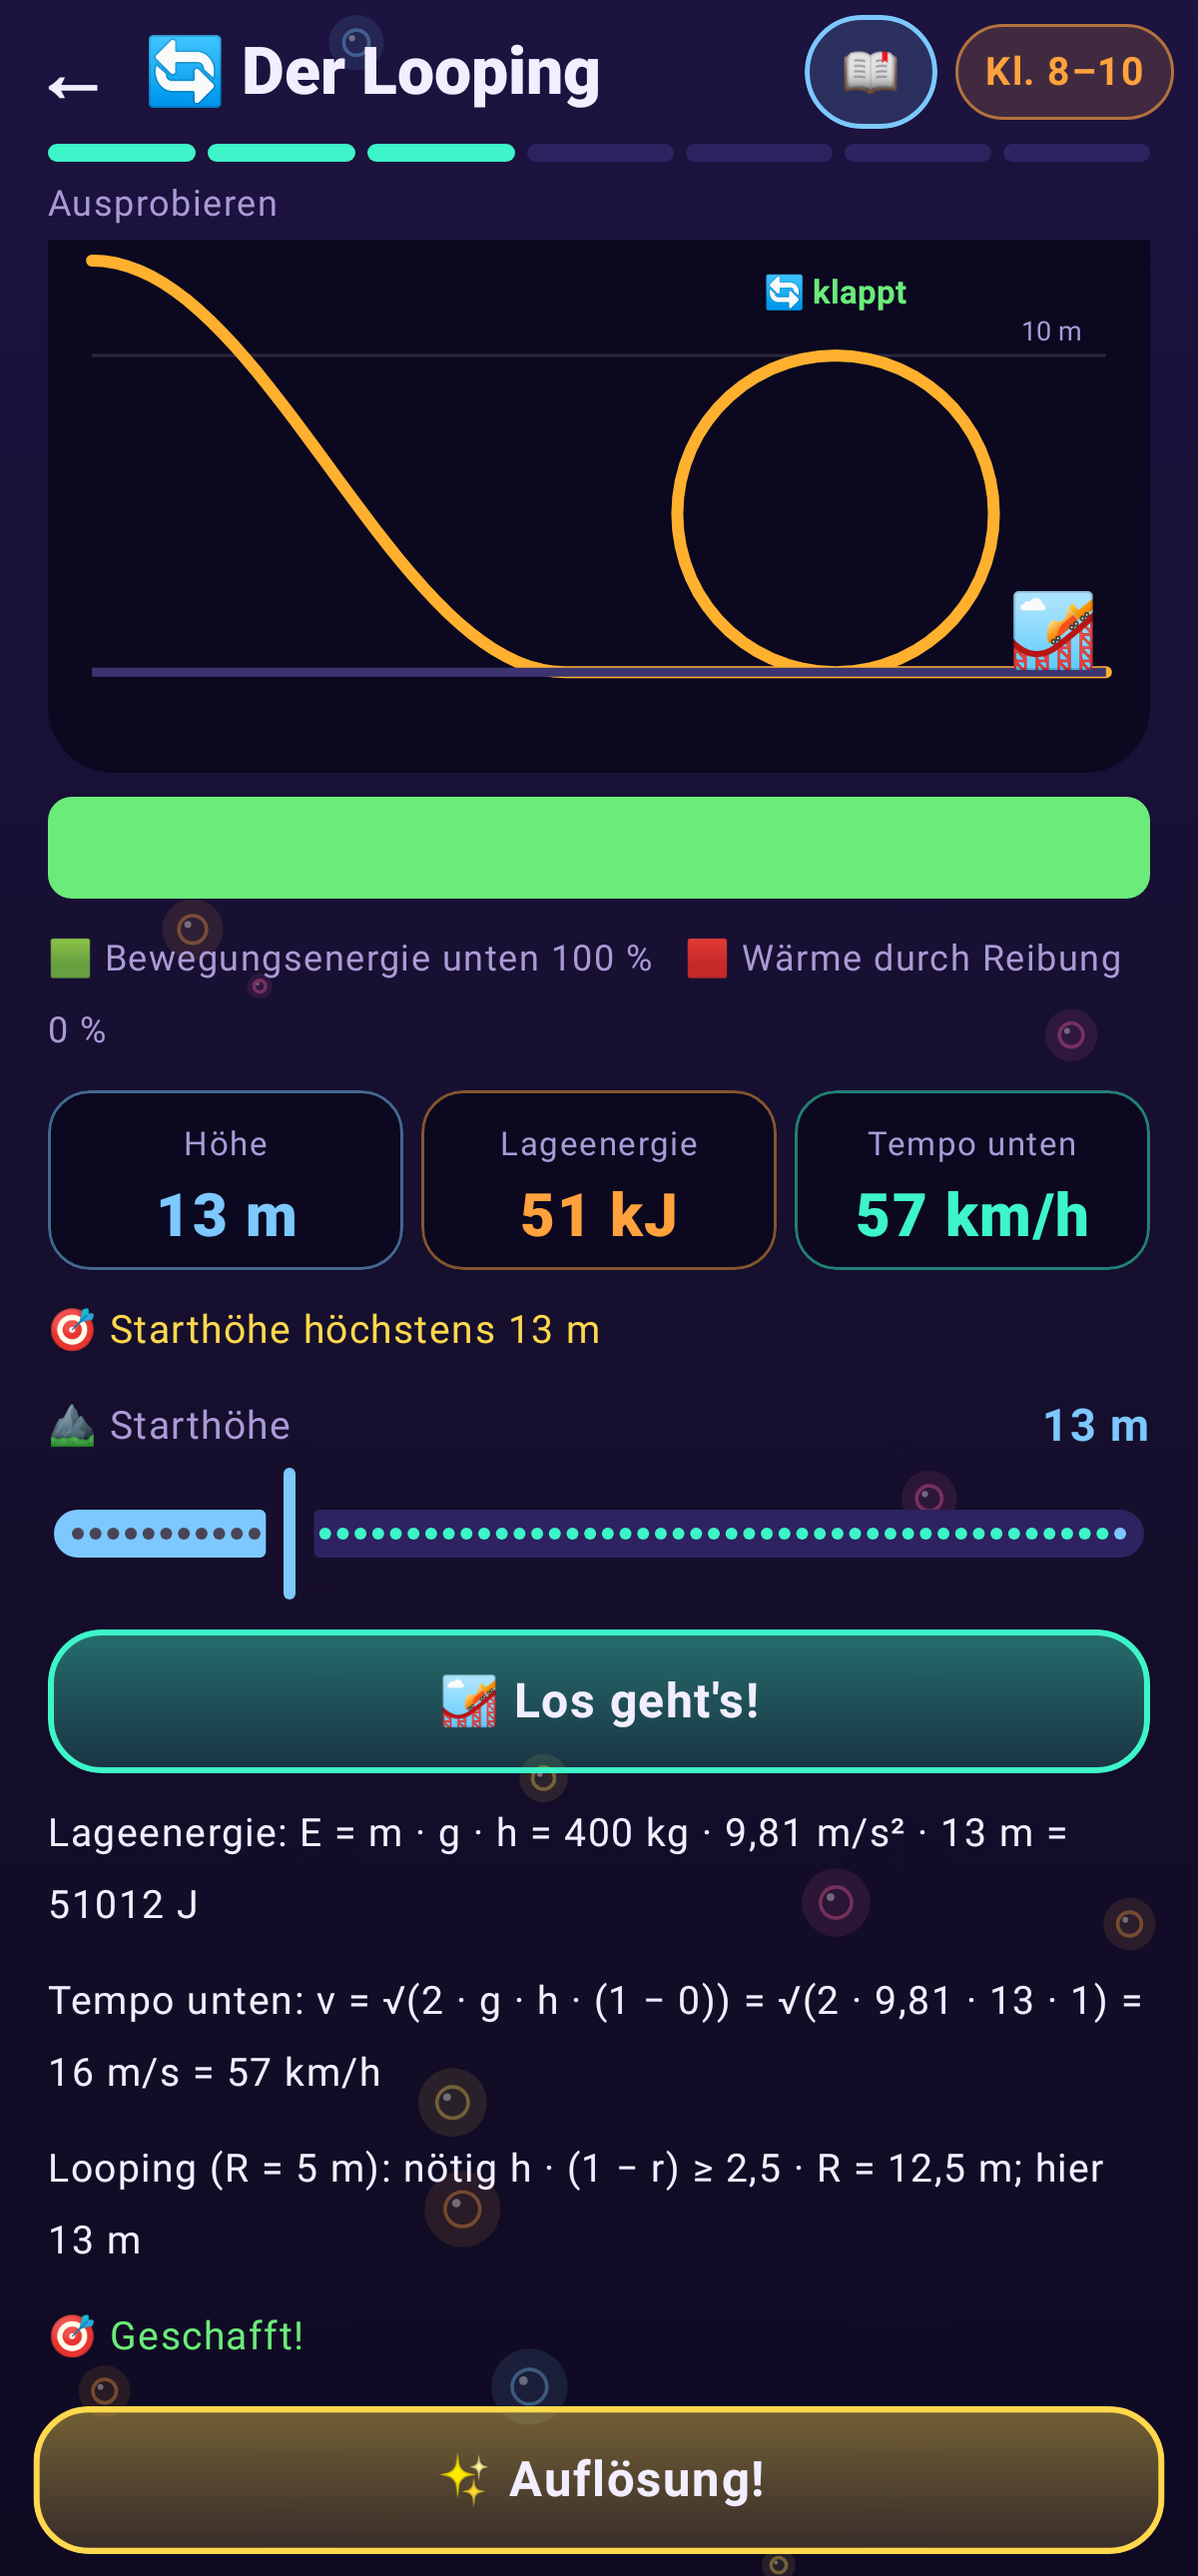 ← Der Looping Kl. 8–10
Ausprobieren
klappt
10 m
Bewegungsenergie unten 100 % Wärme durch Reibung
0 %
Höhe Lageenergie Tempo unten
13 m 51 kJ 57 km/h
Starthöhe höchstens 13 m
Starthöhe 13 m
Los geht's!
Lageenergie: E = m · g · h = 400 kg · 9,81 m/s² · 13 m =
51012 J
Tempo unten: v = √(2 · g · h · (1 − 0)) = √(2 · 9,81 · 13 · 1) =
16 m/s = 57 km/h
Looping (R = 5 m): nötig h · (1 − r) ≥ 2,5 · R = 12,5 m; hier
13 m
Geschafft!
Auflösung!